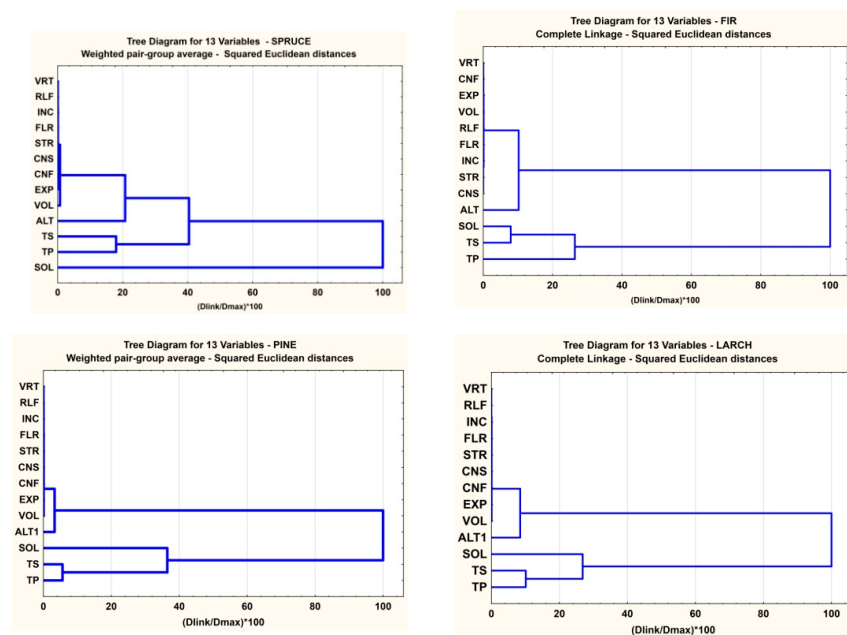 Tree Diagram for 13 Variables - SPRUCE
Weighted pair-group average - Squared Euclidean distances
VRT
RLF
INC
FLR
STR
CNS
CNF
EXP
VOL
ALT
TS
TP
SOL
0 20 40 60 80 100
(Dlink/Dmax)*100
Tree Diagram for 13 Variables - FIR
Complete Linkage - Squared Euclidean distances
VRT
CNF
EXP
VOL
RLF
FLR
INC
STR
CNS
ALT
SOL
TS
TP
0 20 40 60 80 100
(Dlink/Dmax)*100
Tree Diagram for 13 Variables - PINE
Weighted pair-group average - Squared Euclidean distances
VRT
RLF
INC
FLR
STR
CNS
CNF
EXP
VOL
ALT1
SOL
TS
TP
0 20 40 60 80 100
(Dlink/Dmax)*100
Tree Diagram for 13 Variables - LARCH
Complete Linkage - Squared Euclidean distances
VRT
RLF
INC
FLR
STR
CNS
CNF
EXP
VOL
ALT1
SOL
TS
TP
0 20 40 60 80 100
(Dlink/Dmax)*100